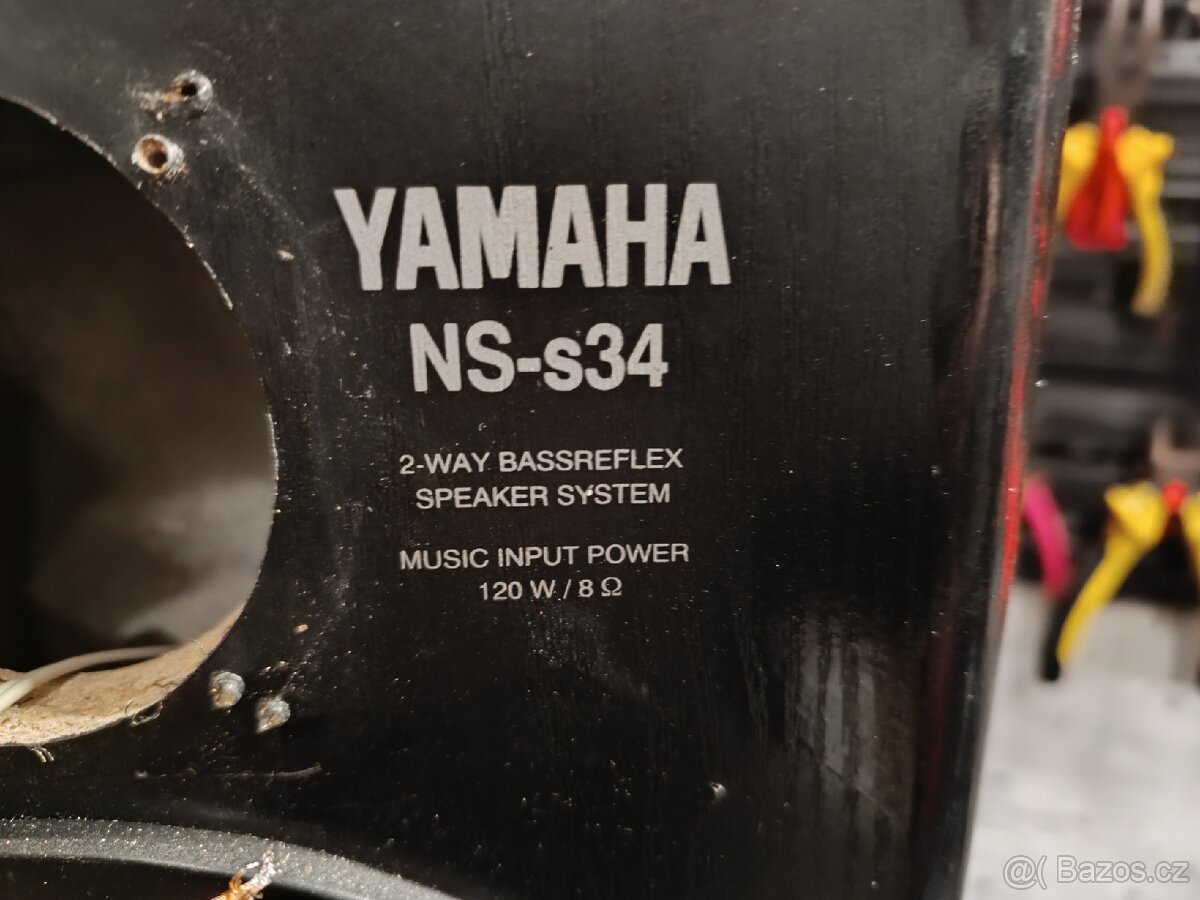 YAMAHA
NS-s34
2-WAY BASSREFLEX
SPEAKER SYSTEM
MUSIC INPUT POWER
120 W / 8 Ω
@( Bazos.cz